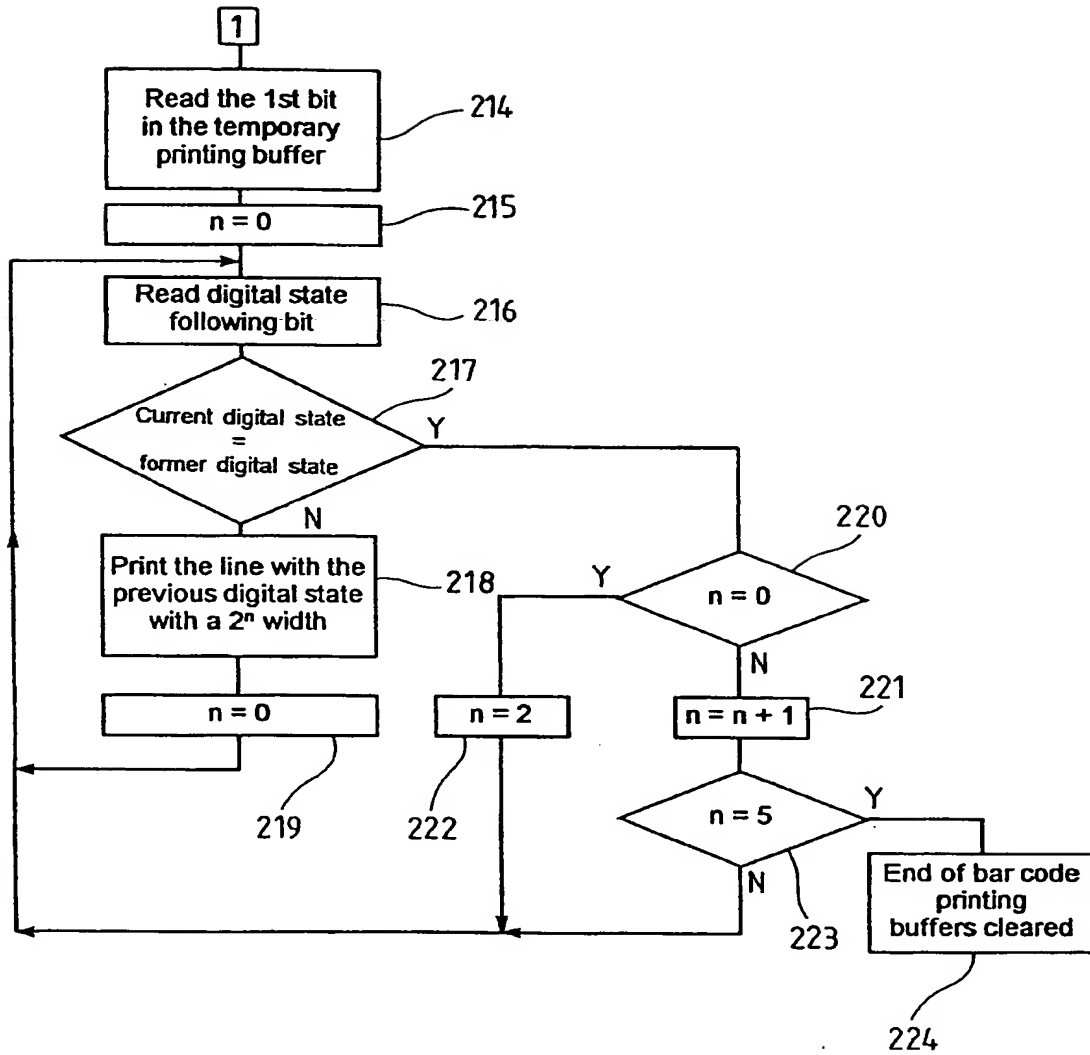 1
Read the 1st bit
in the temporary
printing buffer
214
n = 0
215
Read digital state
following bit
216
217
Current digital state
=
former digital state
Y
N
Print the line with the
previous digital state
with a 2ⁿ width
218
n = 0
219
220
Y
n = 0
N
n = 2
222
n = n + 1
221
n = 5
Y
N
223
End of bar code
printing
buffers cleared
224